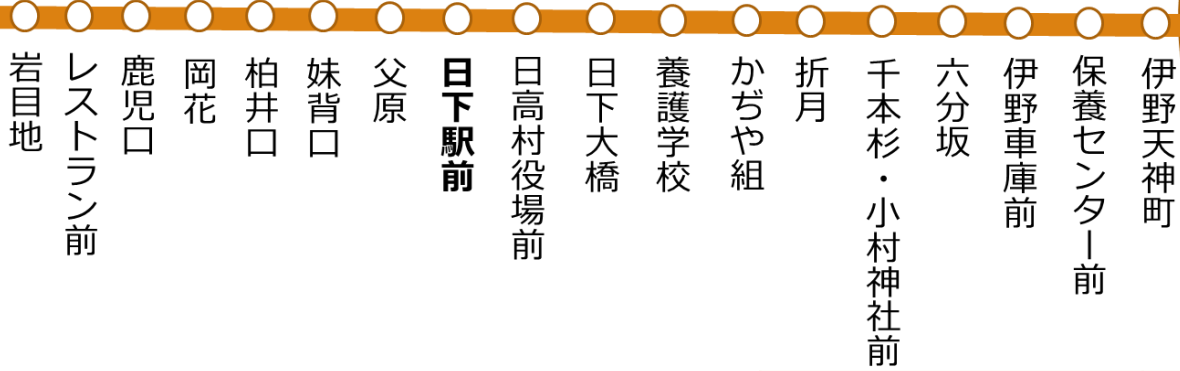 岩目地
レストラン前
鹿児口
岡花
柏井口
妹背口
父原
日下駅前
日高村役場前
日下大橋
養護学校
かぢや組
折月
千本杉・小村神社前
六分坂
伊野車庫前
保養センター前
伊野天神町